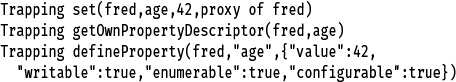 Trapping set(fred,age,42,proxy of fred)
Trapping getOwnPropertyDescriptor(fred,age)
Trapping defineProperty(fred,"age",{"value":42,
"writable":true,"enumerable":true,"configurable":true})